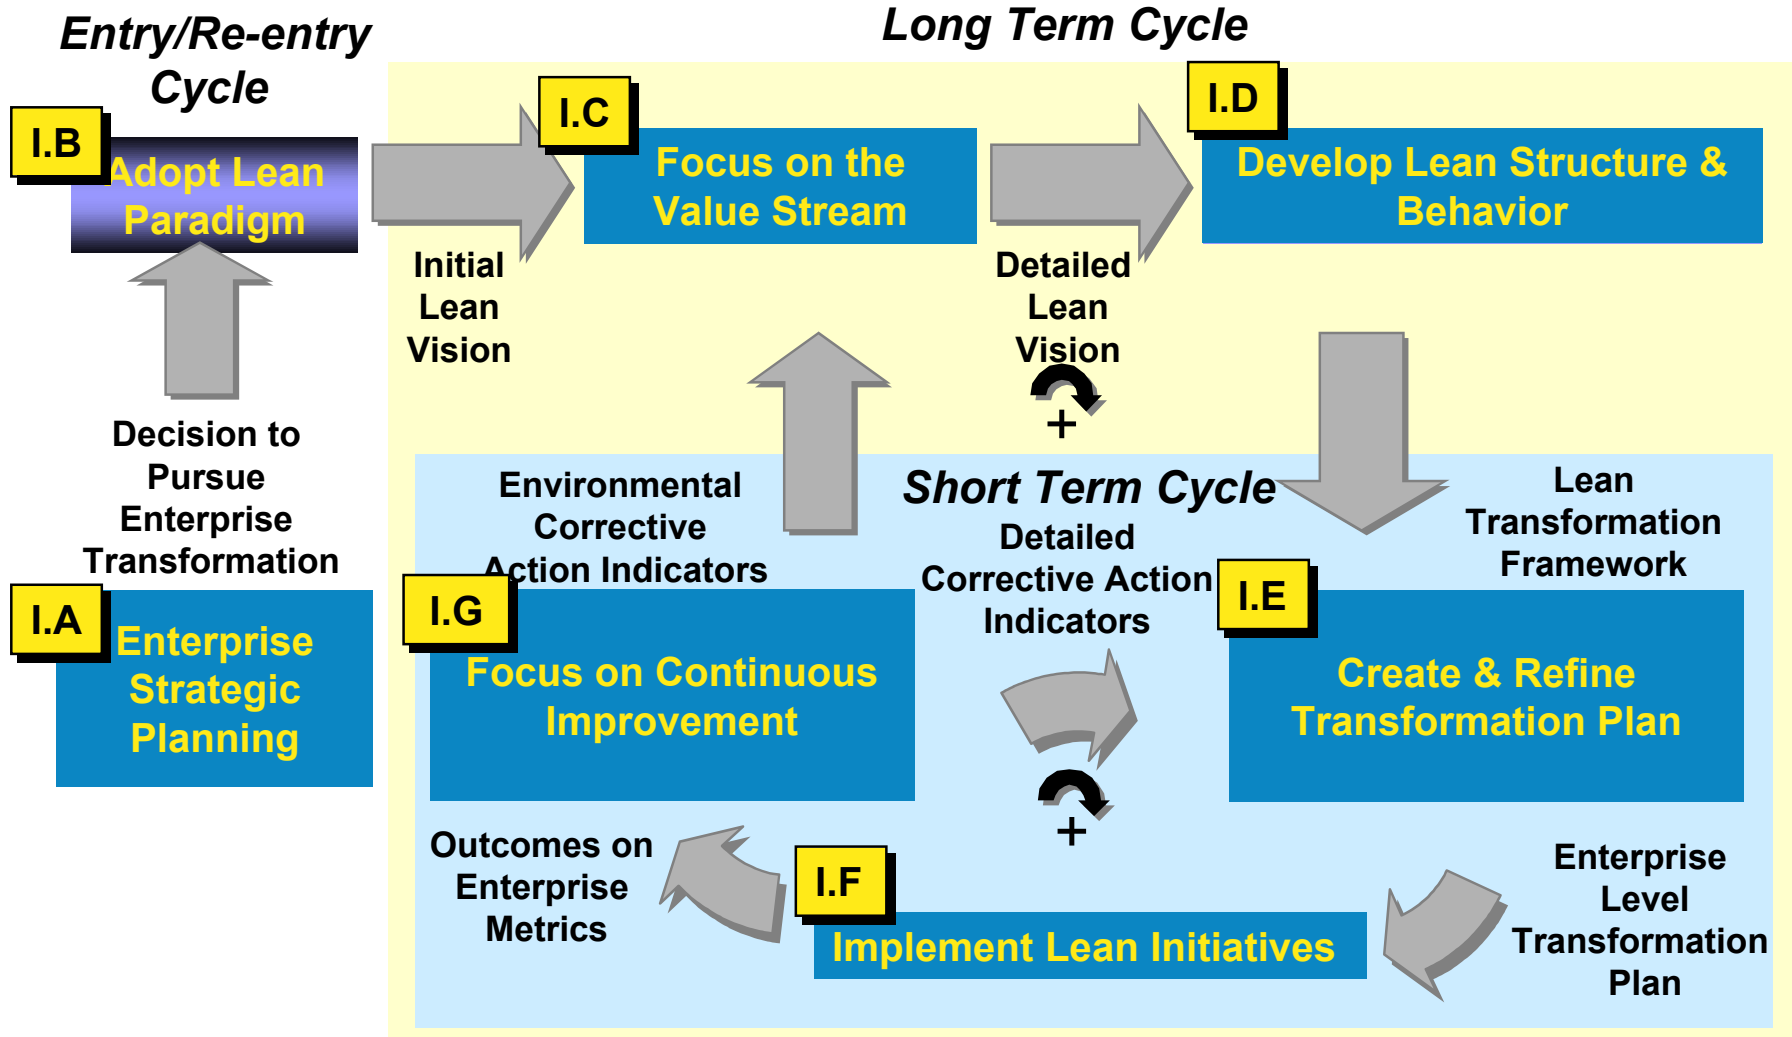 Entry/Re-entry
Cycle
Long Term Cycle
I.B
Adopt Lean
Paradigm
I.C
Focus on the
Value Stream
I.D
Develop Lean Structure &
Behavior
Initial
Lean
Vision
Detailed
Lean
Vision
+
Decision to
Pursue
Enterprise
Transformation
I.A
Enterprise
Strategic
Planning
Environmental
Corrective
Action Indicators
Short Term Cycle
Detailed
Corrective Action
Indicators
Lean
Transformation
Framework
I.G
Focus on Continuous
Improvement
I.E
Create & Refine
Transformation Plan
+
Outcomes on
Enterprise
Metrics
I.F
Implement Lean Initiatives
Enterprise
Level
Transformation
Plan